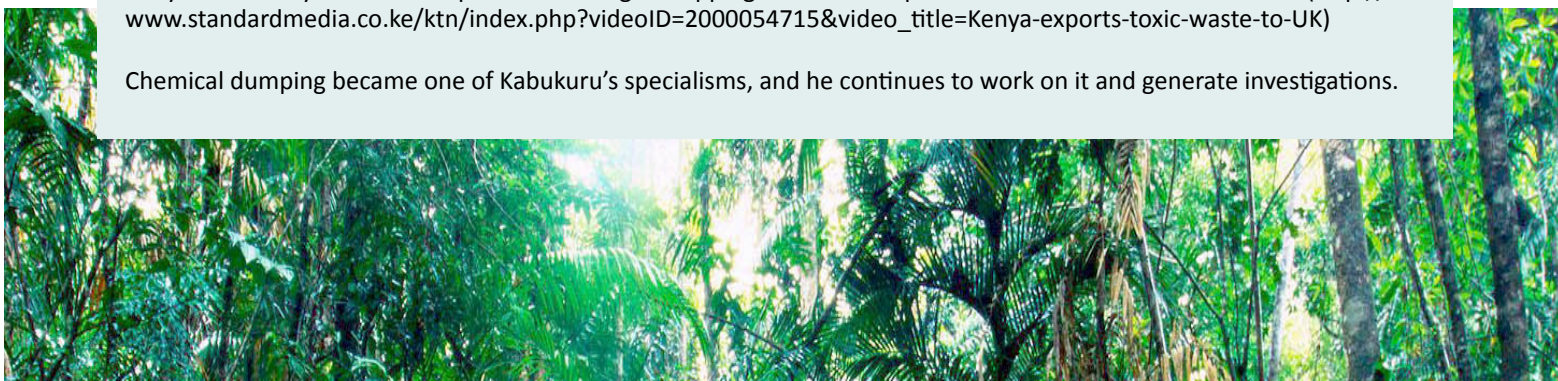 www.standardmedia.co.ke/ktn/index.php?videoID=2000054715&video_title=Kenya-exports-toxic-waste-to-UK)
Chemical dumping became one of Kabukuru’s specialisms, and he continues to work on it and generate investigations.